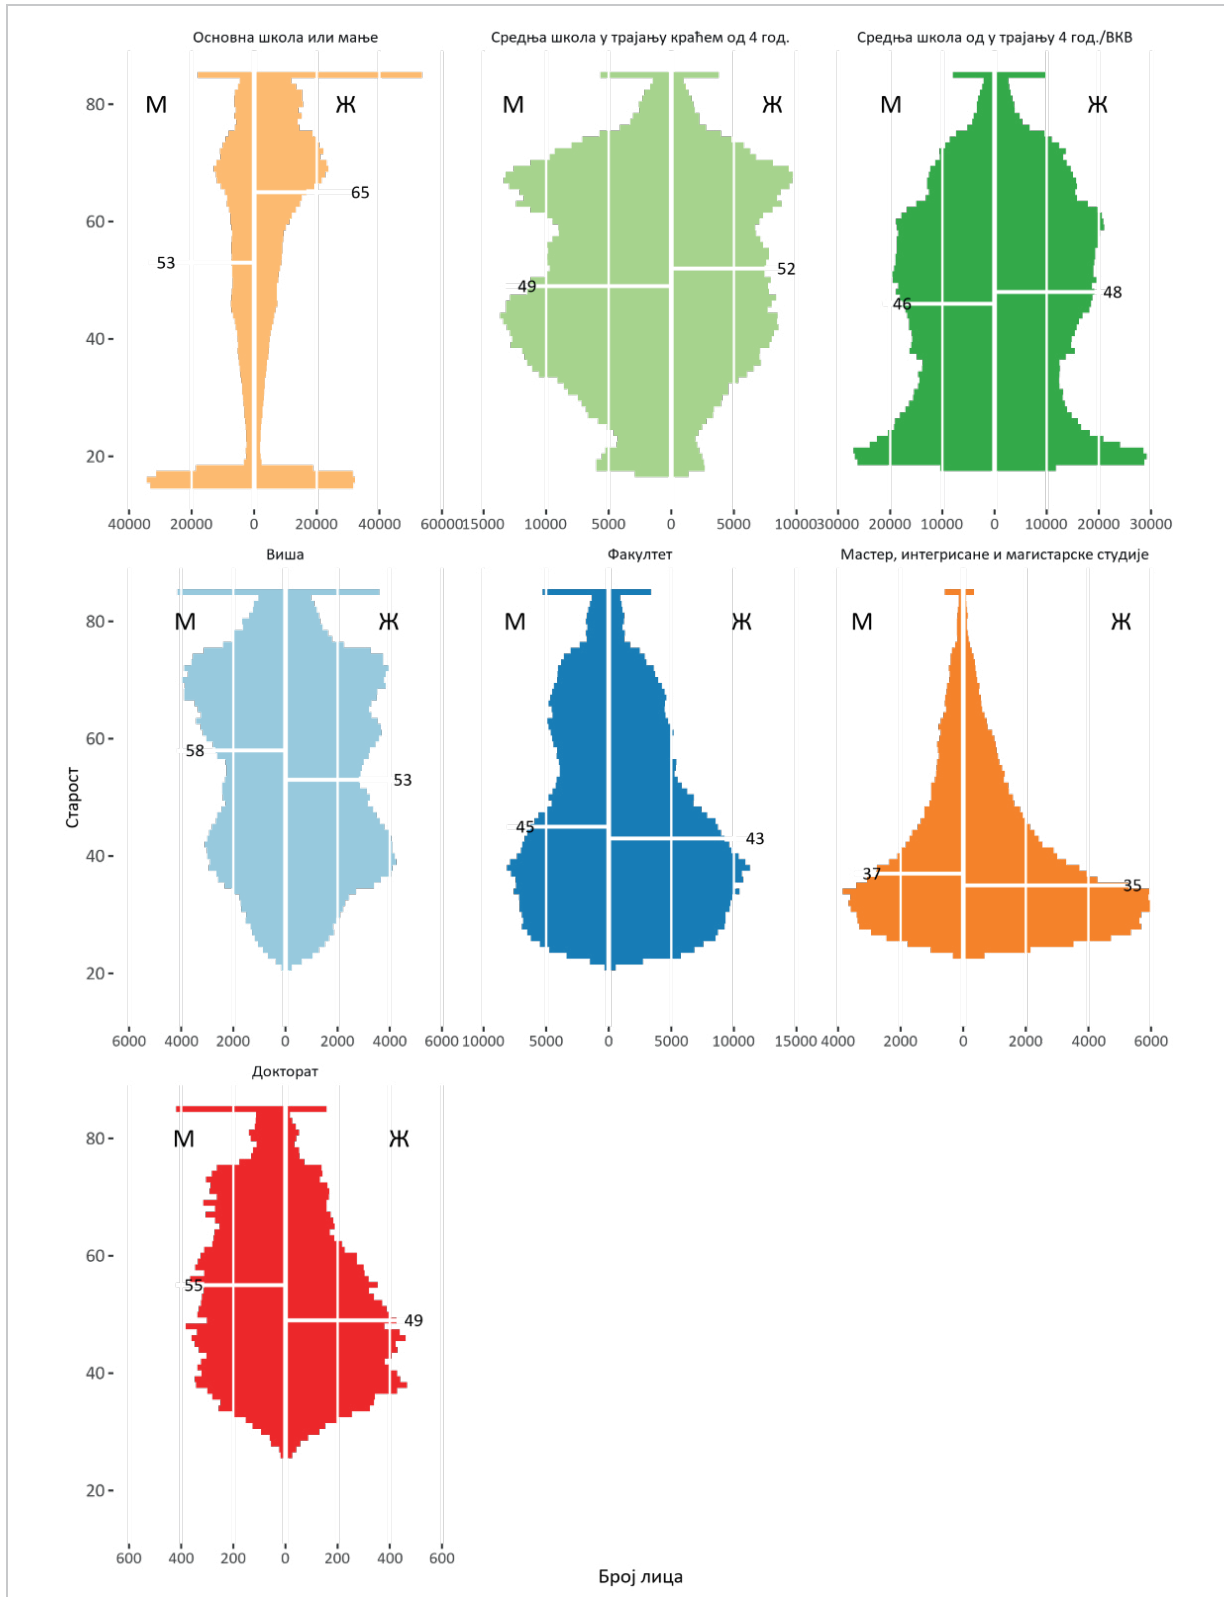 Основна школа или мање
Средња школа у трајању краћем од 4 год.
Средња школа од у трајању 4 год./ВКВ
М Ж М Ж М Ж
80
60
40
20
65
53
52
49
48
46
40000 20000 0 20000 40000 60000
15000 10000 5000 0 5000 10000
30000 20000 10000 0 10000 20000 30000
Виша
Факултет
Мастер, интегрисане и магистарске студије
М Ж М Ж М Ж
80
60
40
20
58
53
45
43
37
35
Старост
6000 4000 2000 0 2000 4000 6000
10000 5000 0 5000 10000 15000
4000 2000 0 2000 4000 6000
Докторат
М Ж
80
60
40
20
55
49
600 400 200 0 200 400 600
Број лица